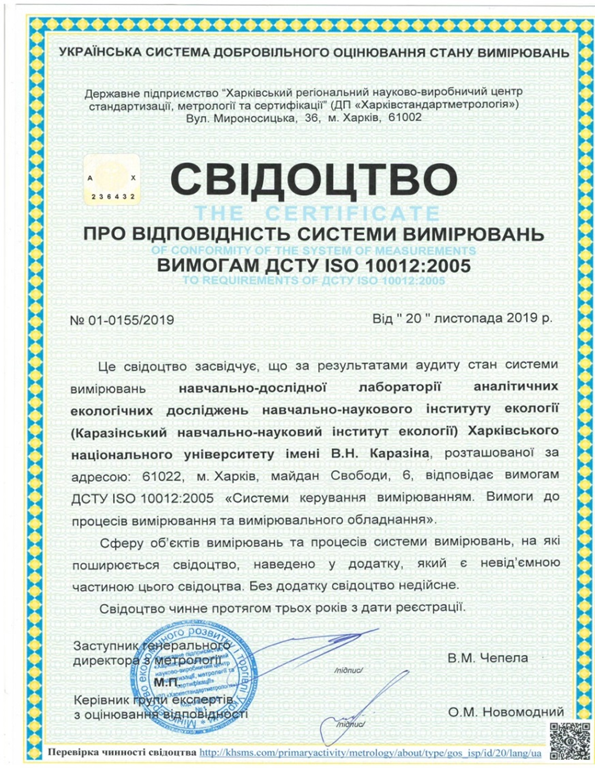 УКРАЇНСЬКА СИСТЕМА ДОБРОВІЛЬНОГО ОЦІНЮВАННЯ СТАНУ ВИМІРЮВАНЬ
Державне підприємство "Харківський регіональний науково-виробничий центр
стандартизації, метрології та сертифікації" (ДП «Харківстандартметрологія»)
Вул. Мироносицька, 36, м. Харків, 61002
А Х
236432
СВІДОЦТВО
THE CERTIFICATE
ПРО ВІДПОВІДНІСТЬ СИСТЕМИ ВИМІРЮВАНЬ
OF CONFORMITY OF THE SYSTEM OF MEASUREMENTS
ВИМОГАМ ДСТУ ISO 10012:2005
TO REQUIREMENTS OF ДСТУ ISO 10012:2005
№ 01-0155/2019
Від " 20 " листопада 2019 р.
Це свідоцтво засвідчує, що за результатами аудиту стан системи
вимірювань навчально-дослідної лабораторії аналітичних
екологічних досліджень навчально-наукового інституту екології
(Каразінський навчально-науковий інститут екології) Харківського
національного університету імені В.Н. Каразіна, розташованої за
адресою: 61022, м. Харків, майдан Свободи, 6, відповідає вимогам
ДСТУ ISO 10012:2005 «Системи керування вимірюванням. Вимоги до
процесів вимірювання та вимірювального обладнання».
Сферу об'єктів вимірювань та процесів системи вимірювань, на які
поширюється свідоцтво, наведено у додатку, який є невід'ємною
частиною цього свідоцтва. Без додатку свідоцтво недійсне.
Свідоцтво чинне протягом трьох років з дати реєстрації.
Заступник генерального
директора з метрології
М.П.
/підпис/
В.М. Чепела
Керівник групи експертів
з оцінювання відповідності
/підпис/
О.М. Новомодний
Перевірка чинності свідоцтва http://khsms.com/primaryactivity/metrology/about/type/gos_isp/id/20/lang/ua